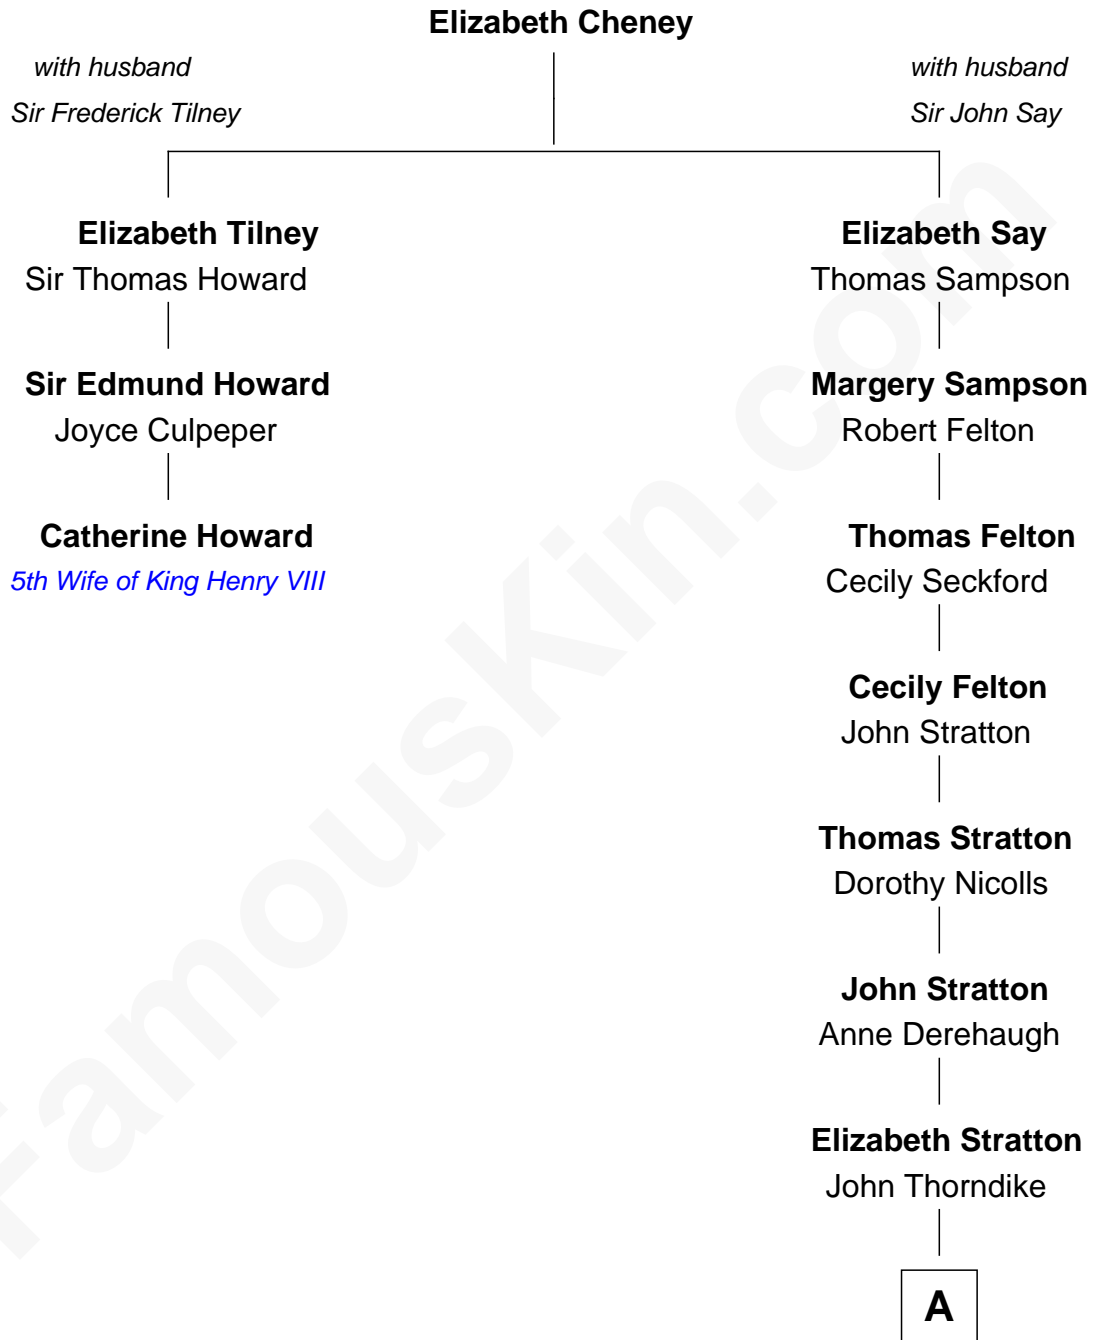 Elizabeth Cheney
with husband
Sir Frederick Tilney
with husband
Sir John Say
Elizabeth Tilney
Sir Thomas Howard
Elizabeth Say
Thomas Sampson
Sir Edmund Howard
Joyce Culpeper
Margery Sampson
Robert Felton
Catherine Howard
5th Wife of King Henry VIII
Thomas Felton
Cecily Seckford
Cecily Felton
John Stratton
Thomas Stratton
Dorothy Nicolls
John Stratton
Anne Derehaugh
Elizabeth Stratton
John Thorndike
A
FamousKin.com